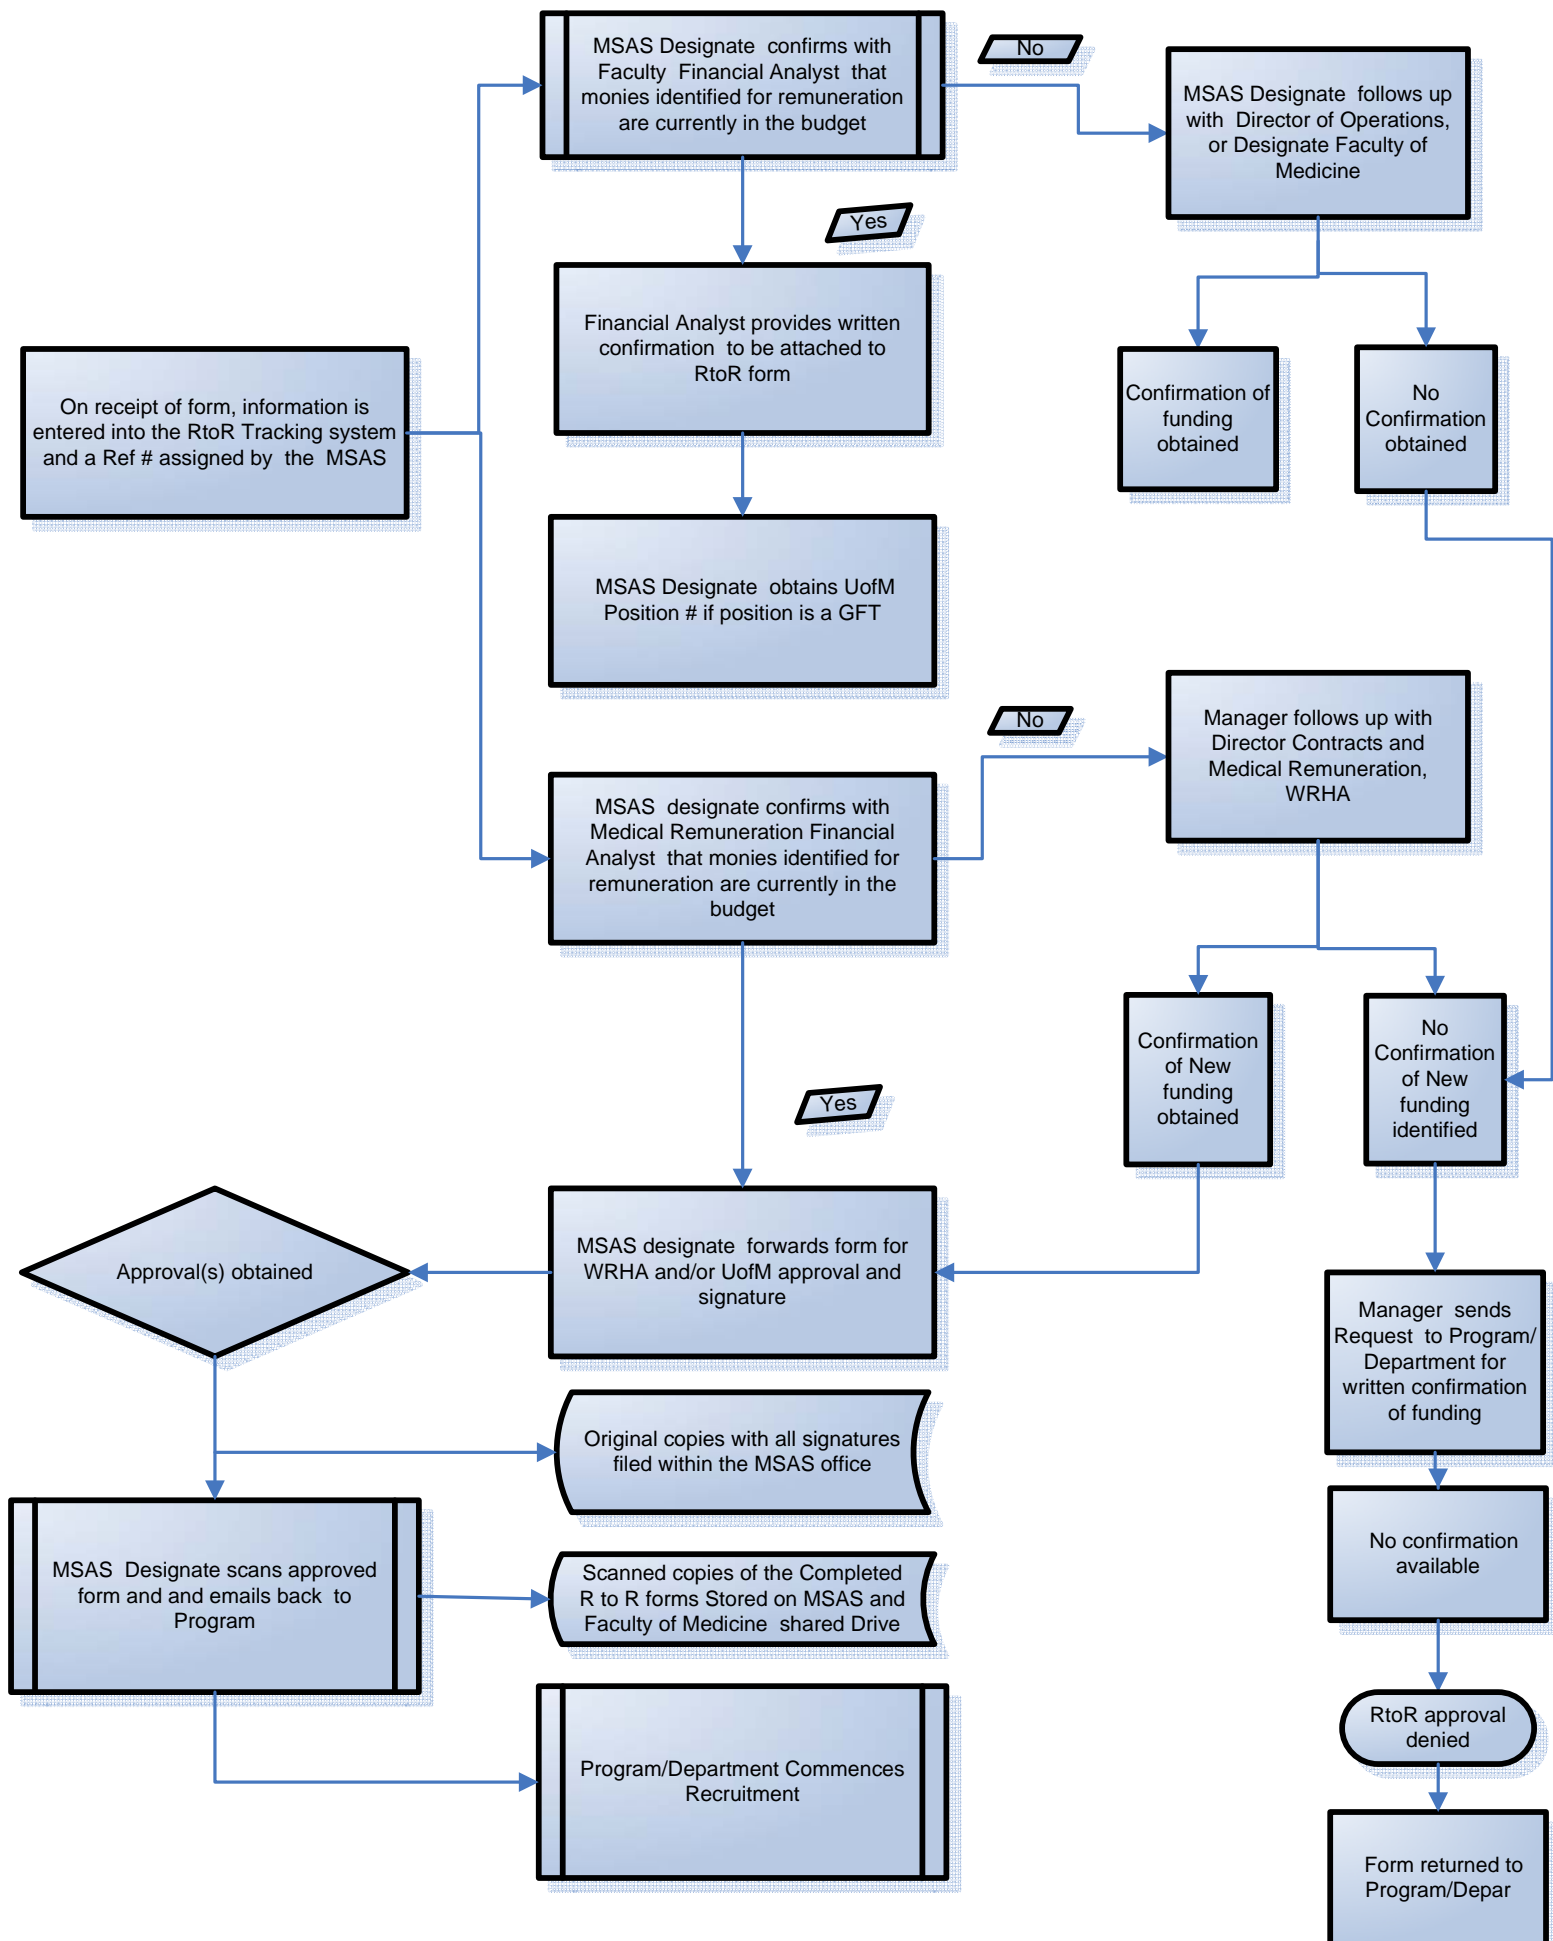 MSAS Designate confirms with
Faculty Financial Analyst that
monies identified for remuneration
are currently in the budget
No
MSAS Designate follows up
with Director of Operations,
or Designate Faculty of
Medicine
Yes
Financial Analyst provides written
confirmation to be attached to
RtoR form
On receipt of form, information is
entered into the RtoR Tracking system
and a Ref # assigned by the MSAS
Confirmation of
funding
obtained
No
Confirmation
obtained
MSAS Designate obtains UofM
Position # if position is a GFT
No
Manager follows up with
Director Contracts and
Medical Remuneration,
WRHA
MSAS designate confirms with
Medical Remuneration Financial
Analyst that monies identified for
remuneration are currently in the
budget
Confirmation
of New
funding
obtained
No
Confirmation
of New
funding
identified
Yes
Approval(s) obtained
MSAS designate forwards form for
WRHA and/or UofM approval and
signature
Manager sends
Request to Program/
Department for
written confirmation
of funding
Original copies with all signatures
filed within the MSAS office
No confirmation
available
MSAS Designate scans approved
form and and emails back to
Program
Scanned copies of the Completed
R to R forms Stored on MSAS and
Faculty of Medicine shared Drive
RtoR approval
denied
Program/Department Commences
Recruitment
Form returned to
Program/Depar